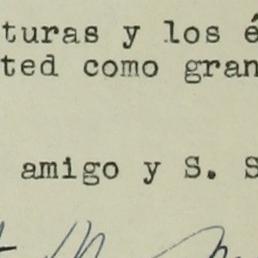 turas y los é
ted como gran
amigo y S. S